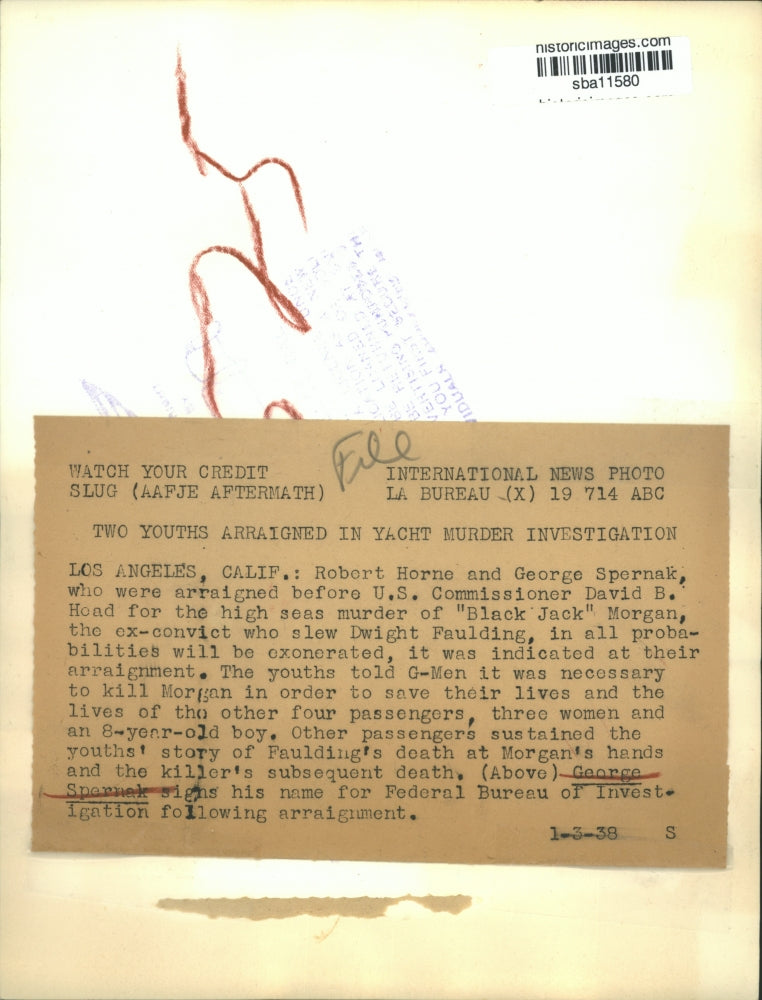 historicimages.com
sba11580
File
WATCH YOUR CREDIT INTERNATIONAL NEWS PHOTO
SLUG (AAFJE AFTERMATH) LA BUREAU (X) 19 714 ABC
TWO YOUTHS ARRAIGNED IN YACHT MURDER INVESTIGATION
LOS ANGELES, CALIF.: Robert Horne and George Spernak,
who were arraigned before U.S. Commissioner David B.
Head for the high seas murder of "Black Jack" Morgan,
the ex-convict who slew Dwight Faulding, in all proba-
bilities will be exonerated, it was indicated at their
arraignment. The youths told G-Men it was necessary
to kill Morgan in order to save their lives and the
lives of the other four passengers, three women and
an 8-year-old boy. Other passengers sustained the
youths' story of Faulding's death at Morgan's hands
and the killer's subsequent death. (Above) George
Spernak signs his name for Federal Bureau of Invest-
igation following arraignment.
1-3-38 S